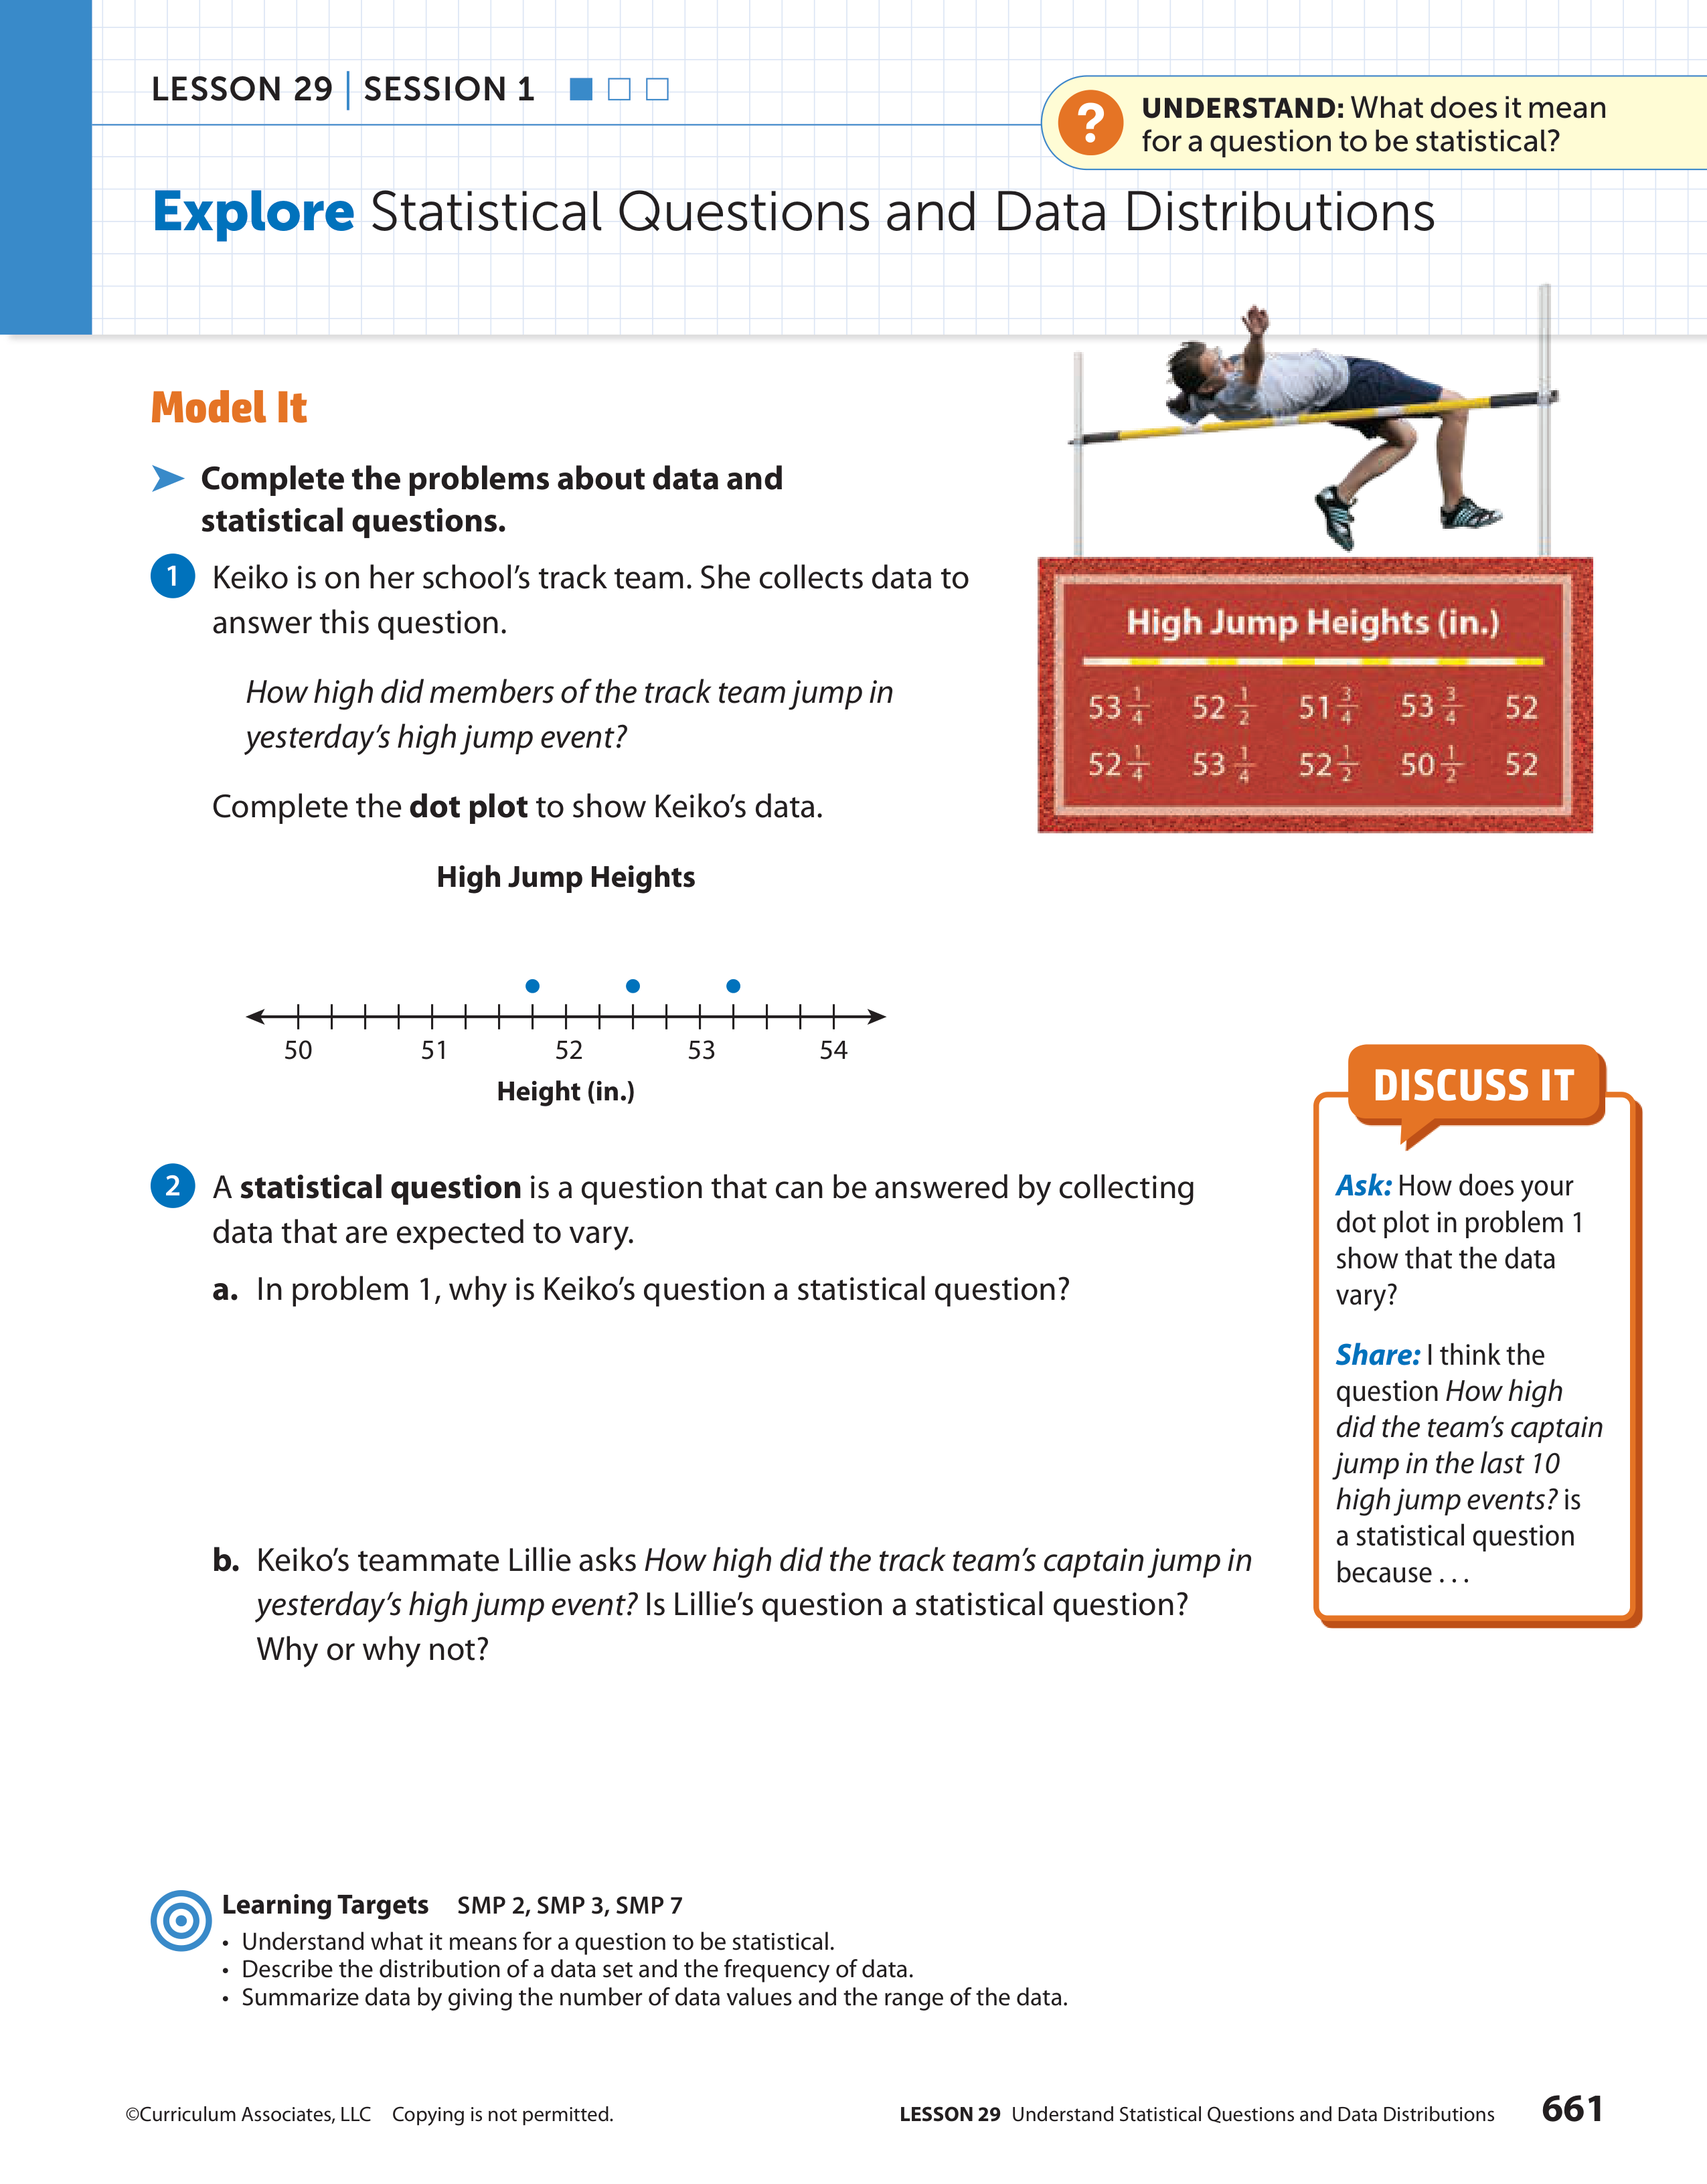 LESSON 29 | SESSION 1
? UNDERSTAND: What does it mean
for a question to be statistical?
Explore Statistical Questions and Data Distributions
Model It
Complete the problems about data and
statistical questions.
1 Keiko is on her school’s track team. She collects data to
answer this question.
How high did members of the track team jump in
yesterday’s high jump event?
Complete the dot plot to show Keiko’s data.
High Jump Heights (in.)
53 1/4 52 1/2 51 3/4 53 3/4 52
52 1/4 53 1/4 52 1/2 50 1/2 52
High Jump Heights
50 51 52 53 54
Height (in.)
2 A statistical question is a question that can be answered by collecting
data that are expected to vary.
a. In problem 1, why is Keiko’s question a statistical question?
b. Keiko’s teammate Lillie asks How high did the track team’s captain jump in
yesterday’s high jump event? Is Lillie’s question a statistical question?
Why or why not?
DISCUSS IT
Ask: How does your
dot plot in problem 1
show that the data
vary?
Share: I think the
question How high
did the team’s captain
jump in the last 10
high jump events? is
a statistical question
because . . .
Learning Targets SMP 2, SMP 3, SMP 7
• Understand what it means for a question to be statistical.
• Describe the distribution of a data set and the frequency of data.
• Summarize data by giving the number of data values and the range of the data.
©Curriculum Associates, LLC Copying is not permitted.
LESSON 29 Understand Statistical Questions and Data Distributions 661